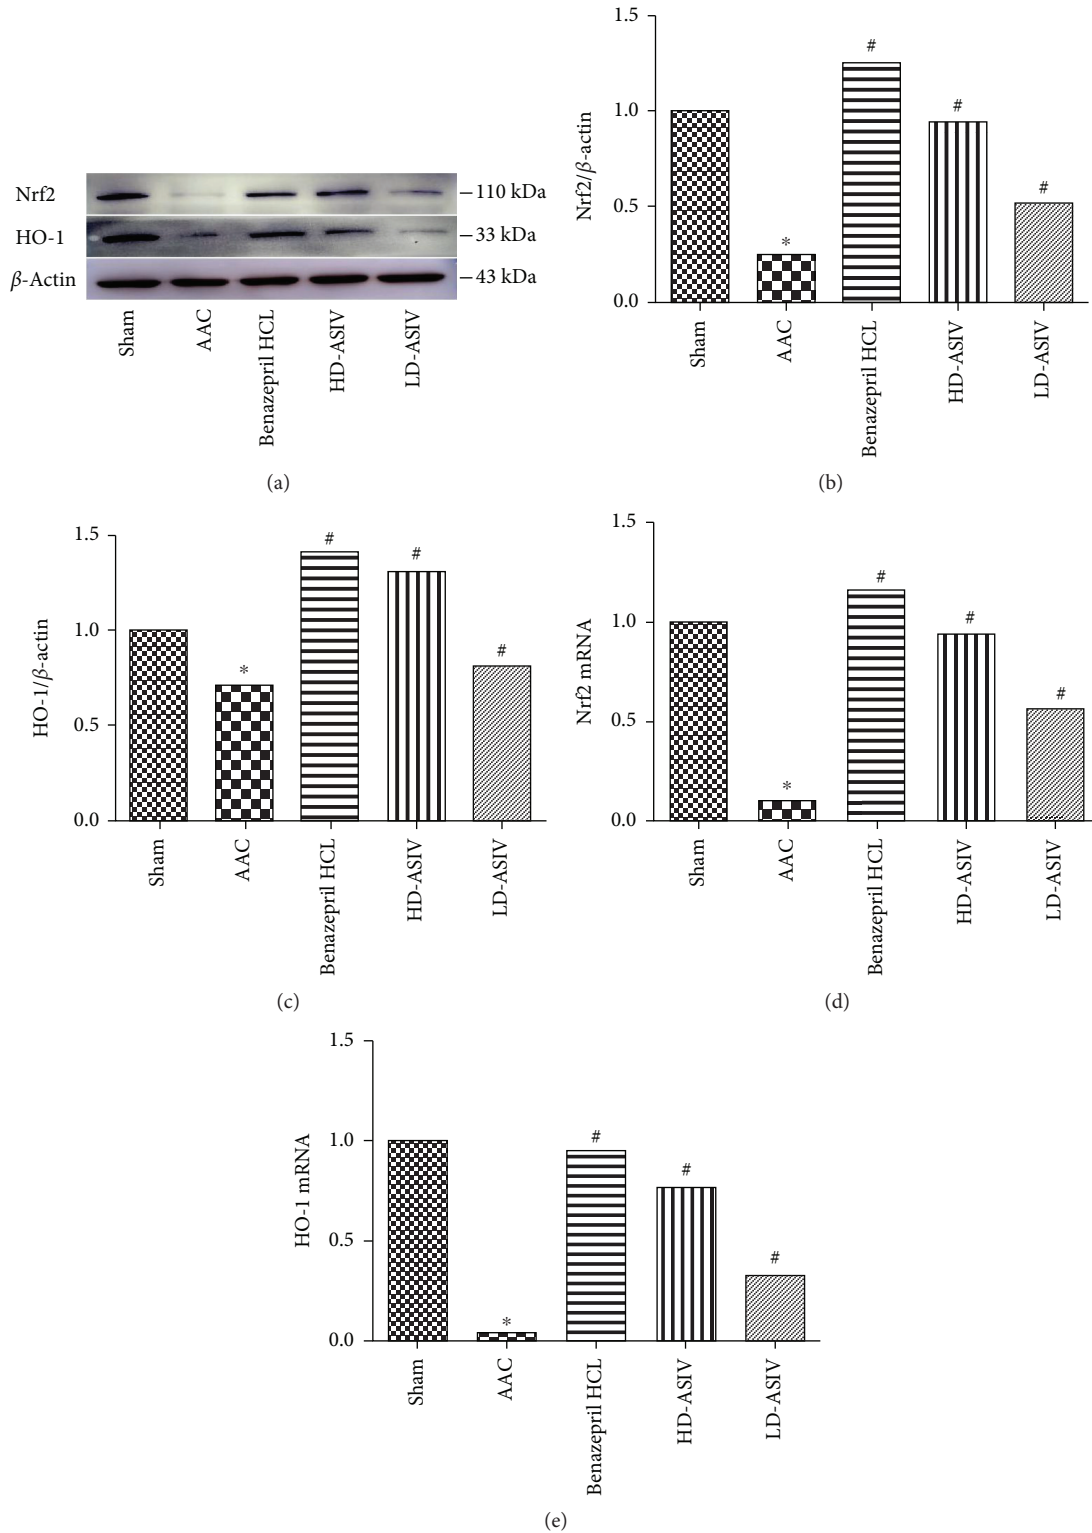 Nrf2
110 kDa
HO-1
33 kDa
β-Actin
43 kDa
Sham
AAC
Benazepril HCL
HD-ASIV
LD-ASIV
(a)
Nrf2/β-actin
1.5
1.0
0.5
0.0
#
#
#
*
Sham
AAC
Benazepril HCL
HD-ASIV
LD-ASIV
(b)
HO-1/β-actin
1.5
1.0
0.5
0.0
*
#
#
#
Sham
AAC
Benazepril HCL
HD-ASIV
LD-ASIV
(c)
Nrf2 mRNA
1.5
1.0
0.5
0.0
*
#
#
#
Sham
AAC
Benazepril HCL
HD-ASIV
LD-ASIV
(d)
HO-1 mRNA
1.5
1.0
0.5
0.0
*
#
#
#
Sham
AAC
Benazepril HCL
HD-ASIV
LD-ASIV
(e)